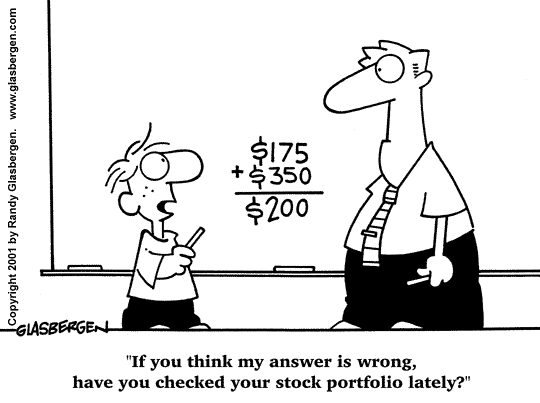 Copyright 2001 by Randy Glasbergen. www.glasbergen.com
$175
+ $350
$200
GLASBERGEN
"If you think my answer is wrong,
have you checked your stock portfolio lately?"